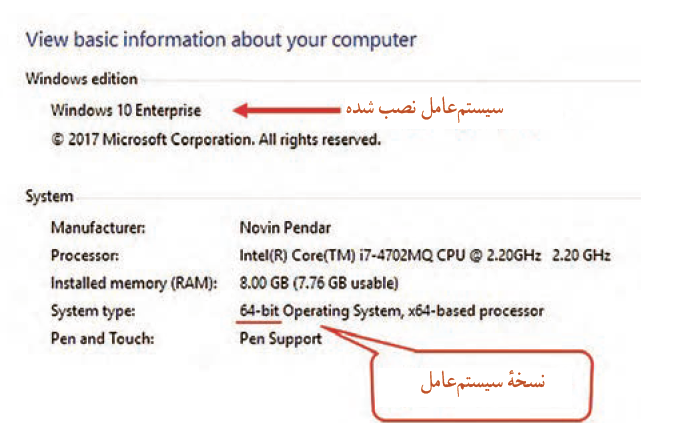 View basic information about your computer
Windows edition
Windows 10 Enterprise
سیستم‌عامل نصب شده
© 2017 Microsoft Corporation. All rights reserved.
System
Manufacturer: Novin Pendar
Processor: Intel(R) Core(TM) i7-4702MQ CPU @ 2.20GHz 2.20 GHz
Installed memory (RAM): 8.00 GB (7.76 GB usable)
System type: 64-bit Operating System, x64-based processor
Pen and Touch: Pen Support
نسخهٔ سیستم‌عامل